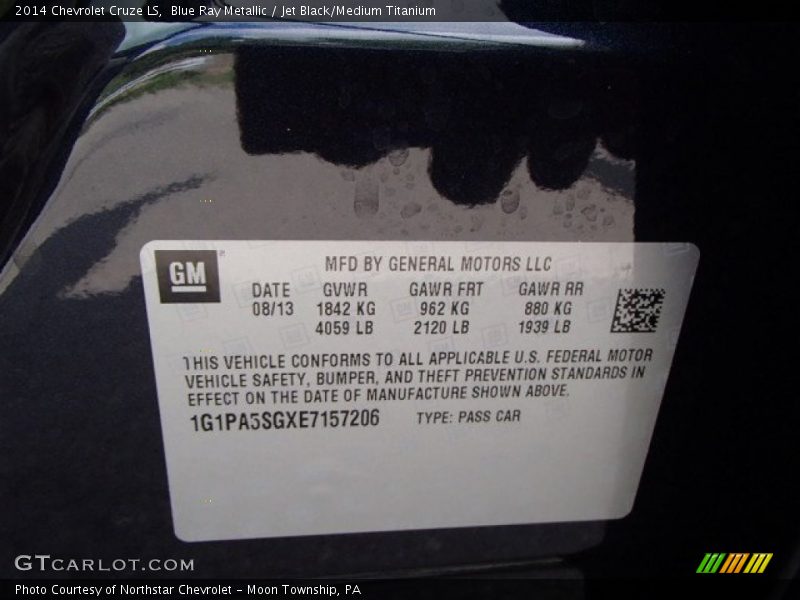 2014 Chevrolet Cruze LS, Blue Ray Metallic / Jet Black/Medium Titanium
GM
MFD BY GENERAL MOTORS LLC
DATE GVWR GAWR FRT GAWR RR
08/13 1842 KG 962 KG 880 KG
4059 LB 2120 LB 1939 LB
THIS VEHICLE CONFORMS TO ALL APPLICABLE U.S. FEDERAL MOTOR
VEHICLE SAFETY, BUMPER, AND THEFT PREVENTION STANDARDS IN
EFFECT ON THE DATE OF MANUFACTURE SHOWN ABOVE.
1G1PA5SGXE7157206 TYPE: PASS CAR
GTCARLOT.COM
Photo Courtesy of Northstar Chevrolet - Moon Township, PA